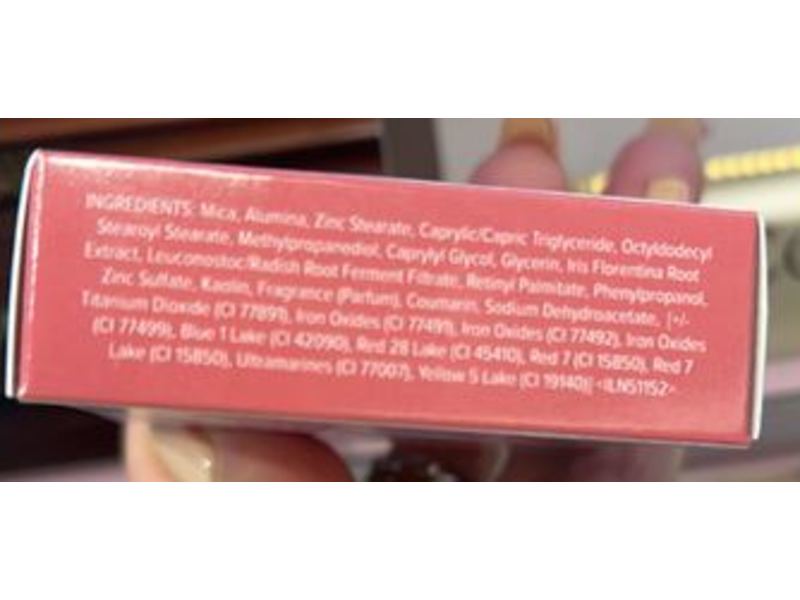 INGREDIENTS: Mica, Alumina, Zinc Stearate, Caprylic/Capric Triglyceride, Octyldodecyl
Stearoyl Stearate, Methylpropanediol, Caprylyl Glycol, Glycerin, Iris Florentina Root
Extract, Leuconostoc/Radish Root Ferment Filtrate, Retinyl Palmitate, Phenylpropanol,
Zinc Sulfate, Kaolin, Fragrance (Parfum), Coumarin, Sodium Dehydroacetate, [+/-
Titanium Dioxide (CI 77891), Iron Oxides (CI 77491), Iron Oxides (CI 77492), Iron Oxides
(CI 77499), Blue 1 Lake (CI 42090), Red 28 Lake (CI 45410), Red 7 (CI 15850), Red 7
Lake (CI 15850), Ultramarines (CI 77007), Yellow 5 Lake (CI 19140)] <ILN51152>